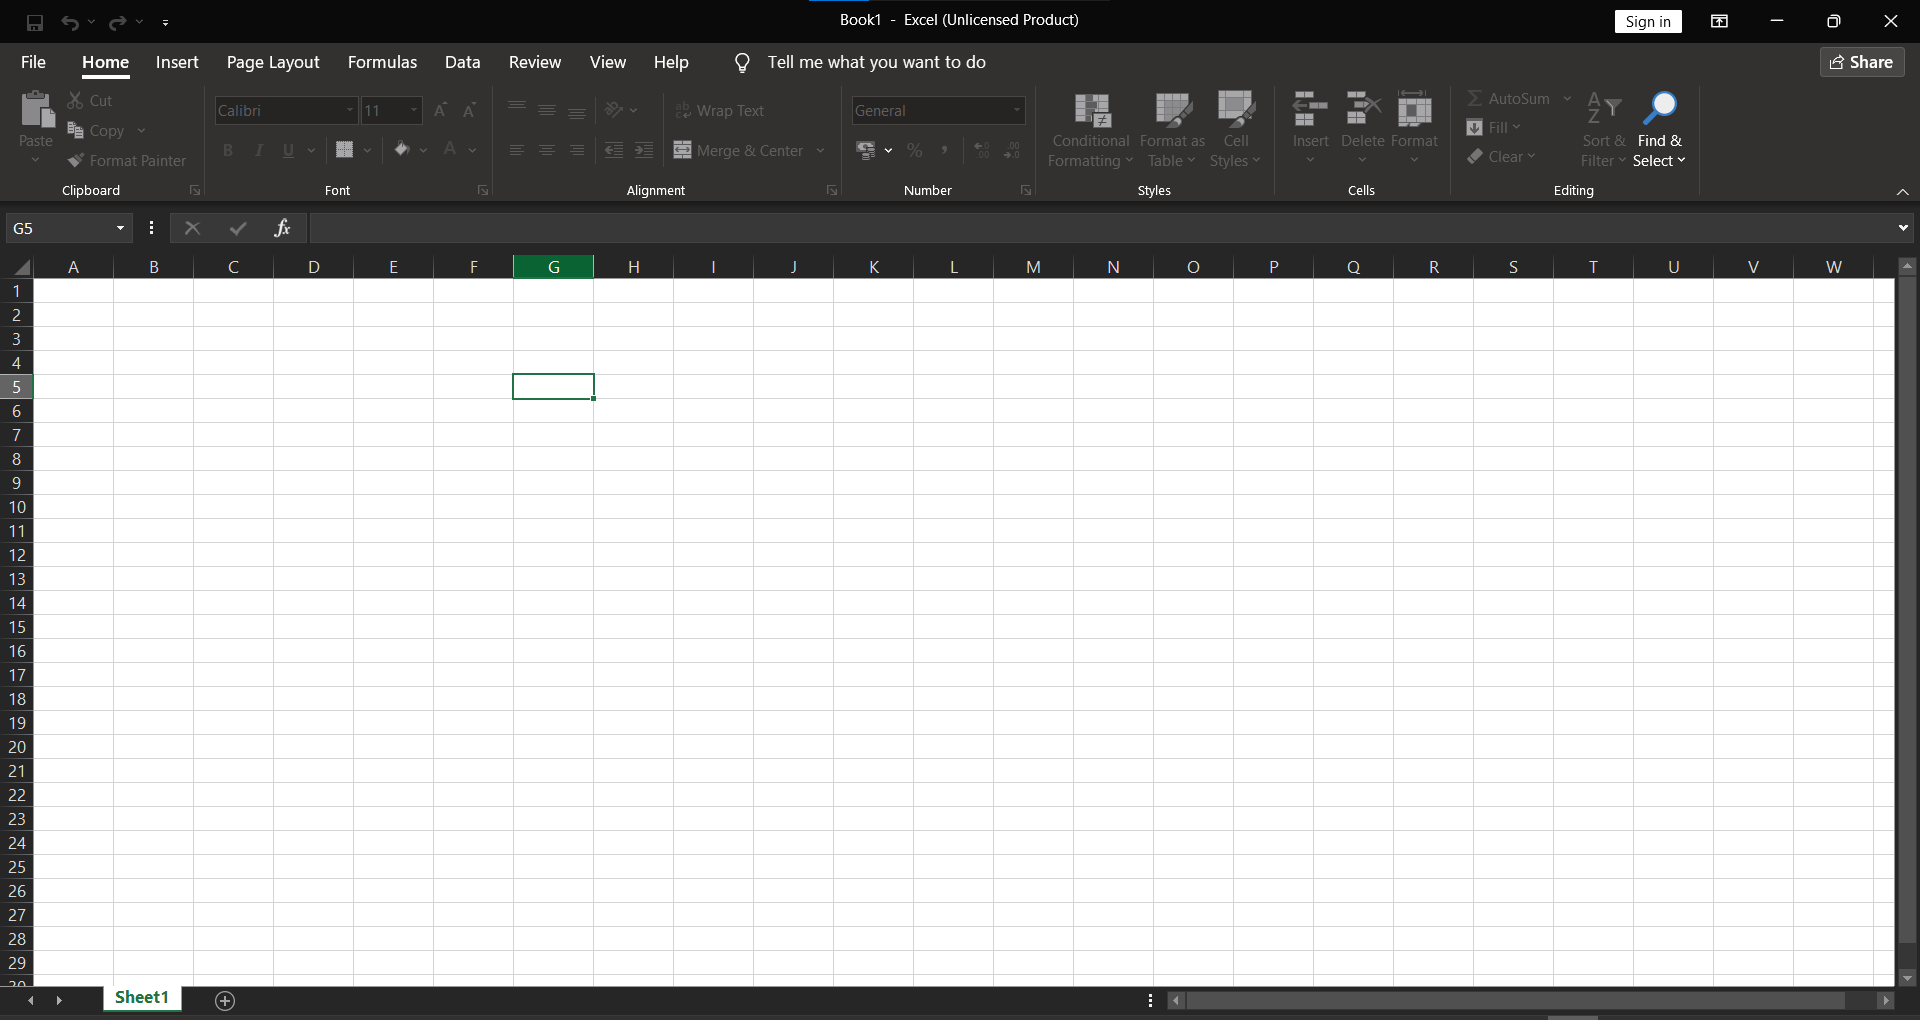 Book1 - Excel (Unlicensed Product)
Sign in
File Home Insert Page Layout Formulas Data Review View Help Tell me what you want to do Share
Paste
Cut
Copy
Format Painter
Clipboard
Calibri 11
B I U A
Font
Wrap Text
Merge & Center
Alignment
General
%
Number
Conditional Formatting
Format as Table
Cell Styles
Styles
Insert Delete Format
Cells
AutoSum
Fill
Clear
Sort & Filter
Find & Select
Editing
G5 fx
A B C D E F G H I J K L M N O P Q R S T U V W
1
2
3
4
5
6
7
8
9
10
11
12
13
14
15
16
17
18
19
20
21
22
23
24
25
26
27
28
29
Sheet1